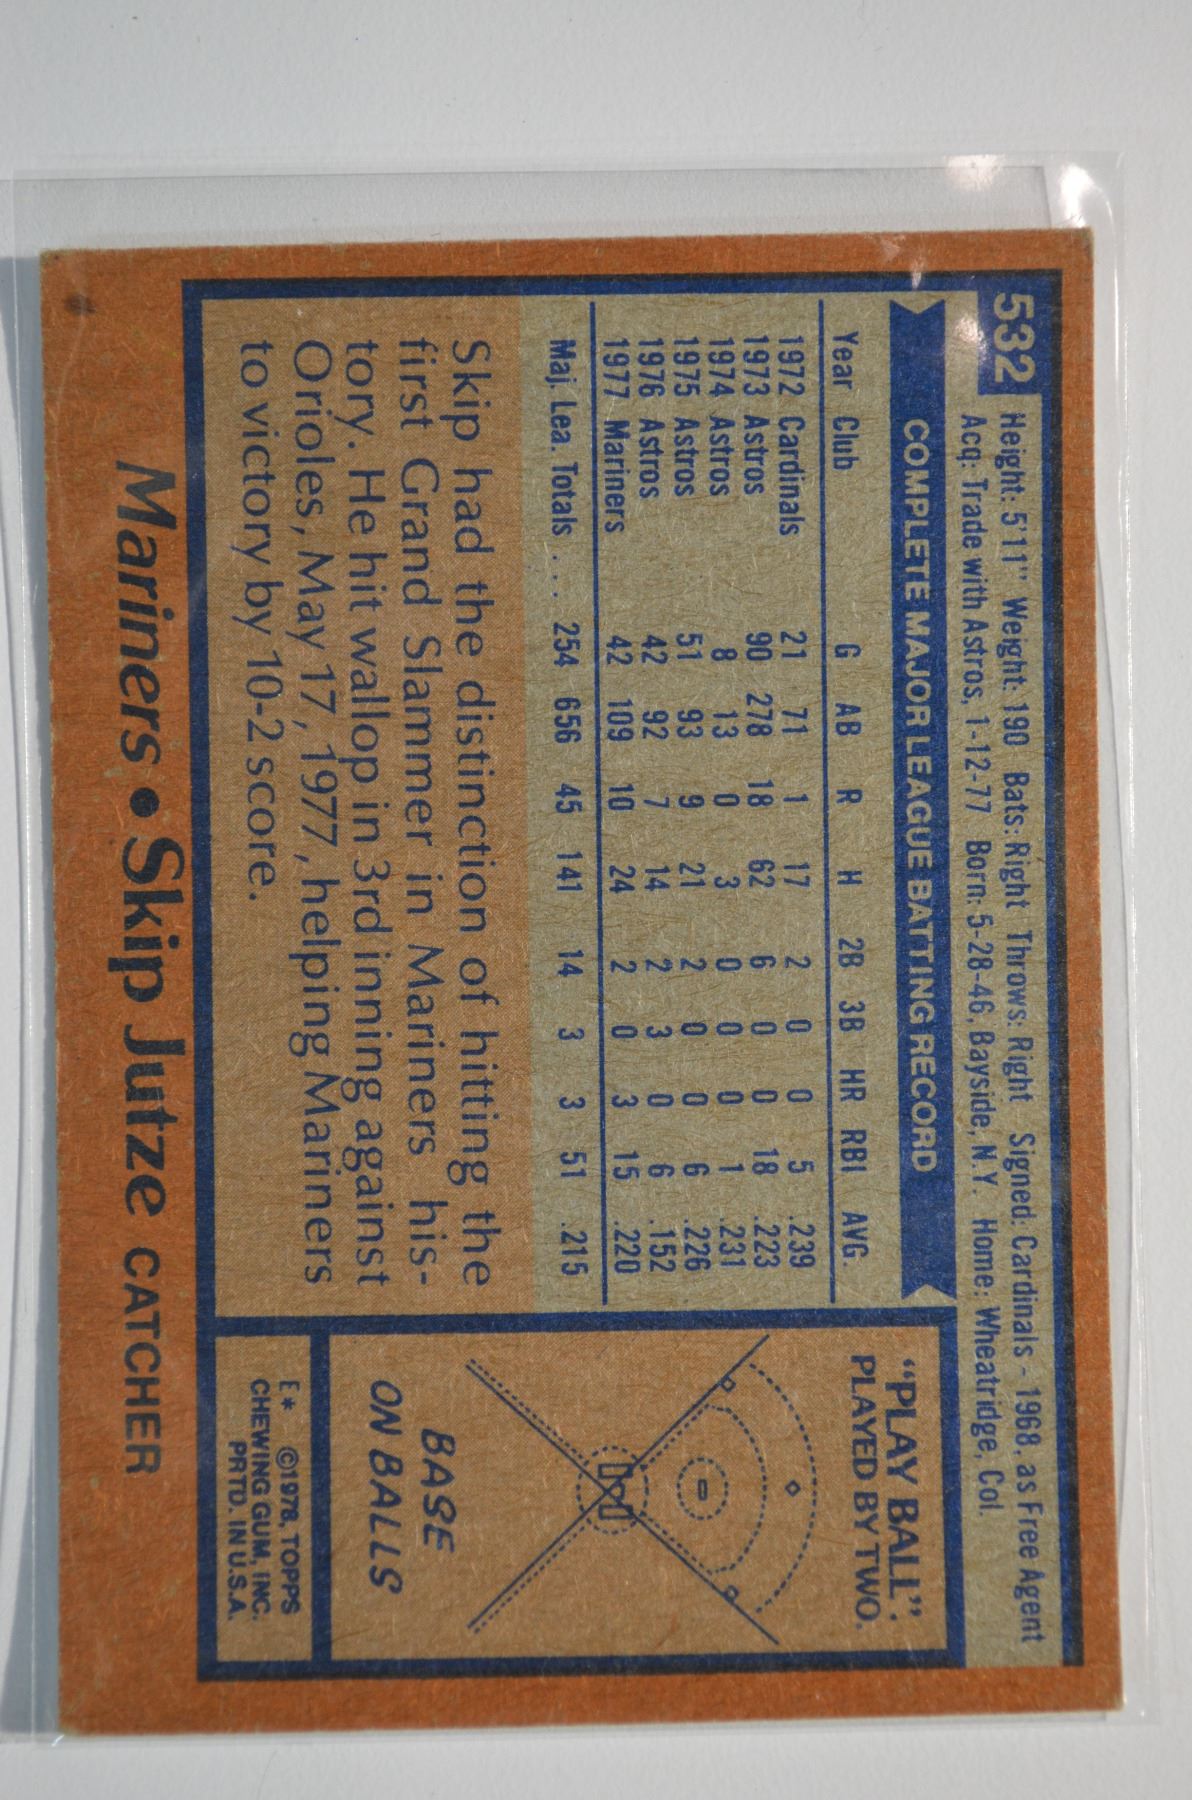 532
Height: 5'11" Weight: 190 Bats: Right Throws: Right Signed: Cardinals - 1968, as Free Agent
Acq: Trade with Astros, 1-12-77 Born: 5-28-46, Bayside, N.Y. Home: Wheatridge, Col.
COMPLETE MAJOR LEAGUE BATTING RECORD
Year Club G AB R H 2B 3B HR RBI AVG.
1972 Cardinals 21 71 1 17 2 0 0 5 .239
1973 Astros 90 278 18 62 6 0 0 18 .223
1974 Astros 8 13 0 3 0 0 0 1 .231
1975 Astros 51 93 9 21 2 0 0 6 .226
1976 Astros 42 92 7 14 2 3 0 6 .152
1977 Mariners 42 109 10 24 2 0 3 15 .220
Maj. Lea. Totals . . . 254 656 45 141 14 3 3 51 .215
Skip had the distinction of hitting the
first Grand Slammer in Mariners his-
tory. He hit wallop in 3rd inning against
Orioles, May 17, 1977, helping Mariners
to victory by 10-2 score.
"PLAY BALL"
PLAYED BY TWO.
BASE
ON BALLS
E* ©1978, TOPPS
CHEWING GUM, INC.
PRTD. IN U.S.A.
Mariners • Skip Jutze CATCHER